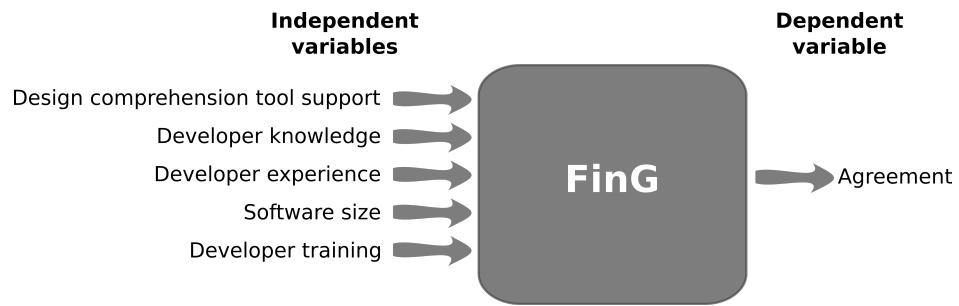 Independent
variables
Dependent
variable
Design comprehension tool support
Developer knowledge
Developer experience
Software size
Developer training
FinG
Agreement